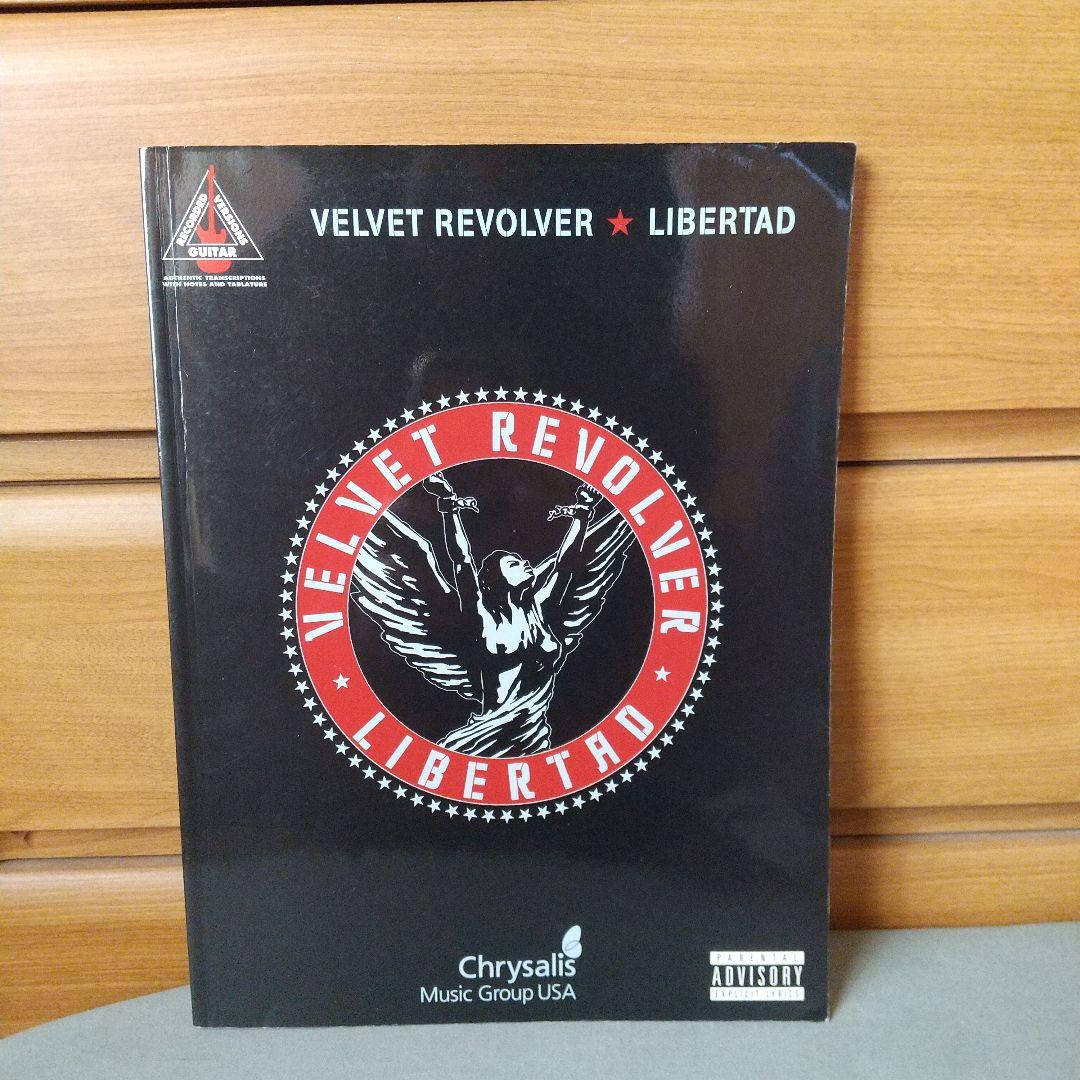 RECORDED VERSIONS
GUITAR
AUTHENTIC TRANSCRIPTIONS
WITH NOTES AND TABLATURE
VELVET REVOLVER ★ LIBERTAD
VELVET REVOLVER
★ LIBERTAD ★
Chrysalis
Music Group USA
PARENTAL
ADVISORY
EXPLICIT LYRICS